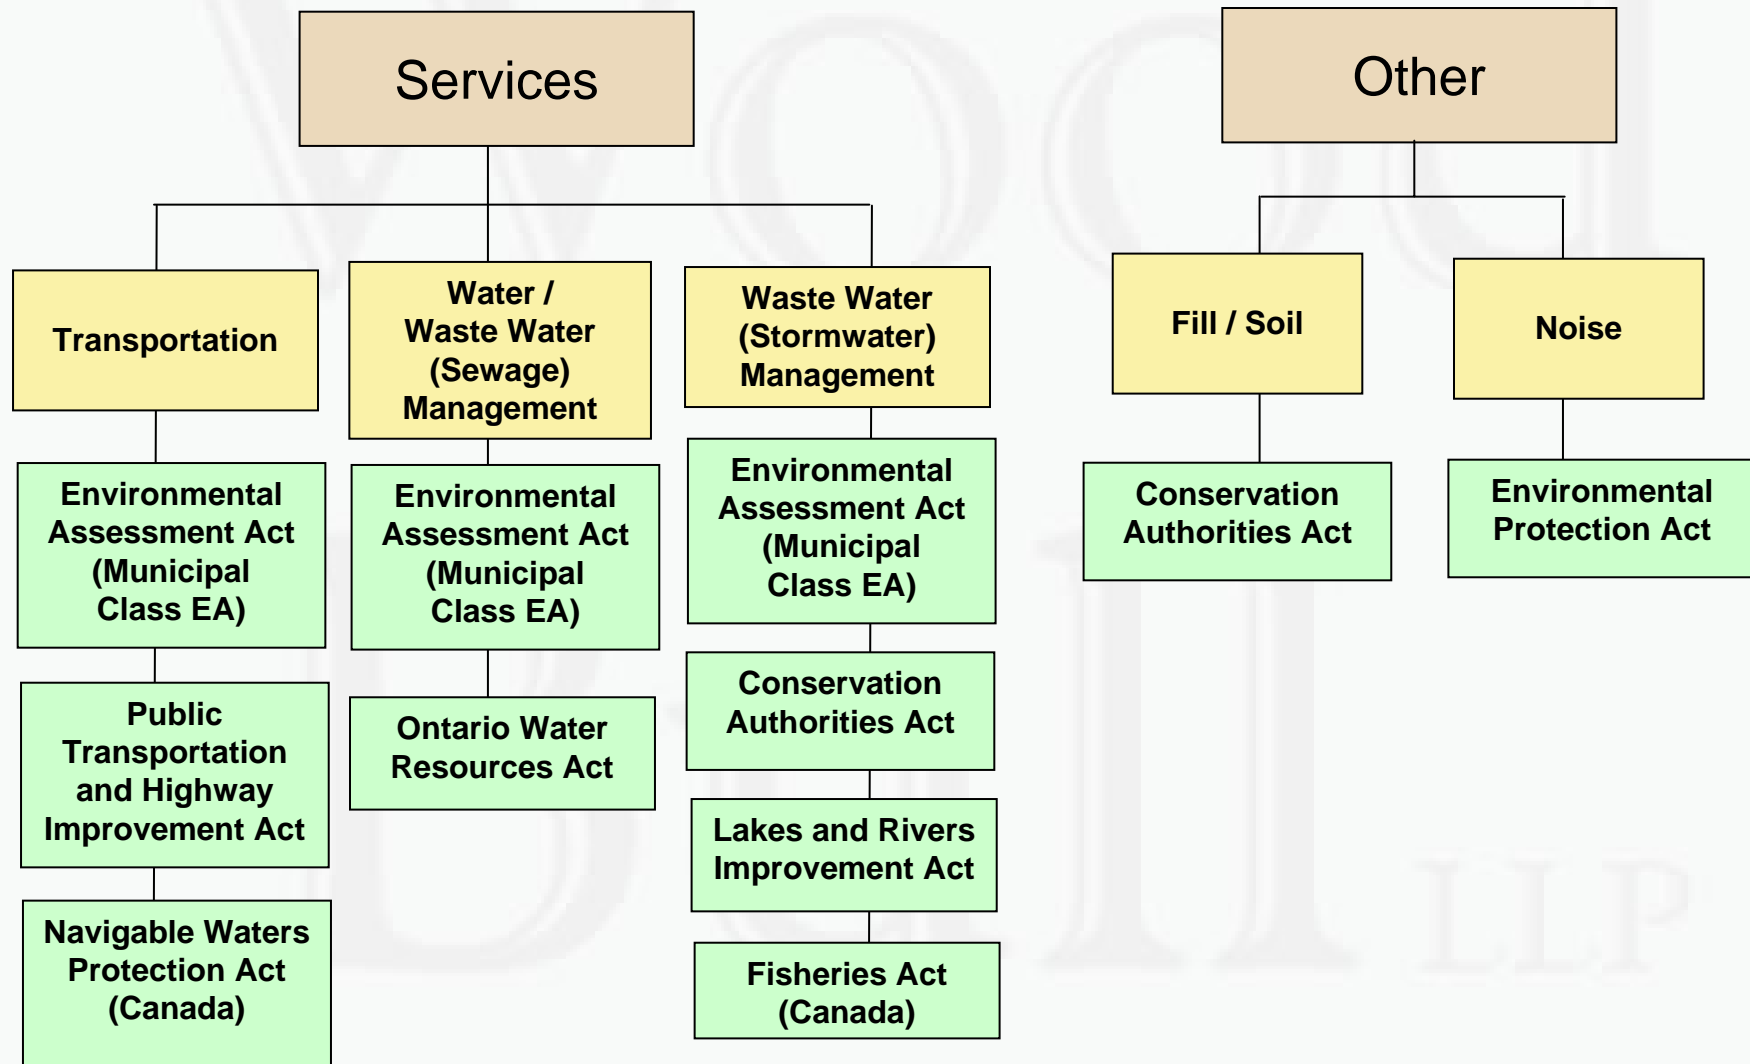 Services
Other
Transportation
Water /
Waste Water
(Sewage)
Management
Waste Water
(Stormwater)
Management
Fill / Soil
Noise
Environmental
Assessment Act
(Municipal
Class EA)
Environmental
Assessment Act
(Municipal
Class EA)
Environmental
Assessment Act
(Municipal
Class EA)
Conservation
Authorities Act
Environmental
Protection Act
Public
Transportation
and Highway
Improvement Act
Ontario Water
Resources Act
Conservation
Authorities Act
Lakes and Rivers
Improvement Act
Navigable Waters
Protection Act
(Canada)
Fisheries Act
(Canada)
Wood
Bull
LLP